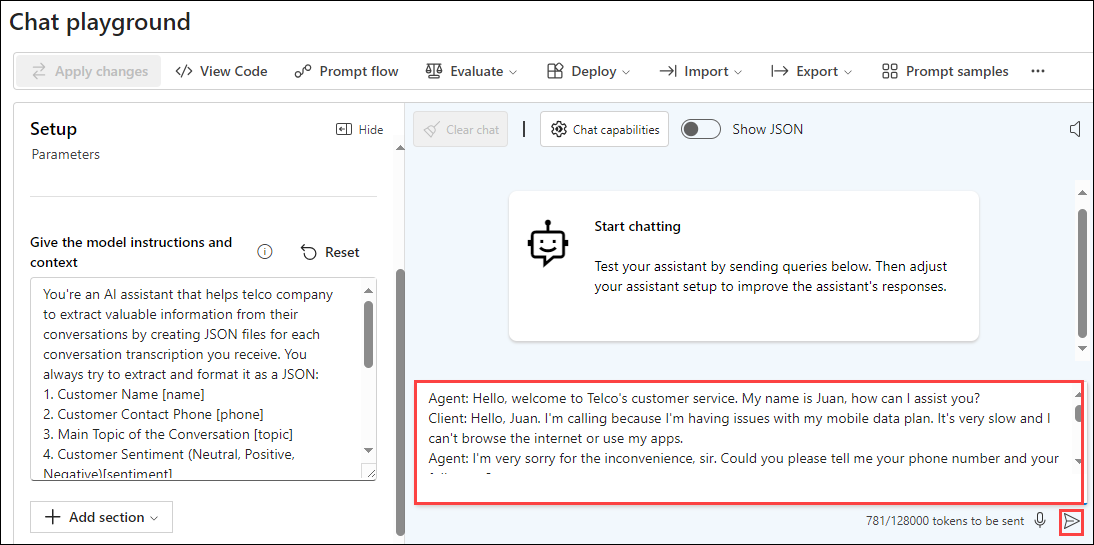 Chat playground
Apply changes
View Code
Prompt flow
Evaluate
Deploy
Import
Export
Prompt samples
Setup
Hide
Parameters
Give the model instructions and
context
Reset
You're an AI assistant that helps telco company
to extract valuable information from their
conversations by creating JSON files for each
conversation transcription you receive. You
always try to extract and format it as a JSON:
1. Customer Name [name]
2. Customer Contact Phone [phone]
3. Main Topic of the Conversation [topic]
4. Customer Sentiment (Neutral, Positive,
Negative)[sentiment]
Add section
Clear chat
Chat capabilities
Show JSON
Start chatting
Test your assistant by sending queries below. Then adjust
your assistant setup to improve the assistant's responses.
Agent: Hello, welcome to Telco's customer service. My name is Juan, how can I assist you?
Client: Hello, Juan. I'm calling because I'm having issues with my mobile data plan. It's very slow and I
can't browse the internet or use my apps.
Agent: I'm very sorry for the inconvenience, sir. Could you please tell me your phone number and your
781/128000 tokens to be sent